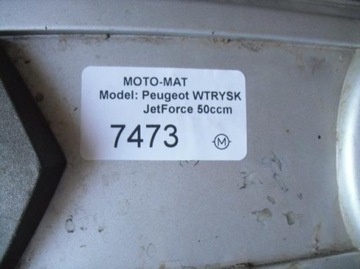 MOTO-MAT
Model: Peugeot WTRYSK
JetForce 50ccm
7473 M